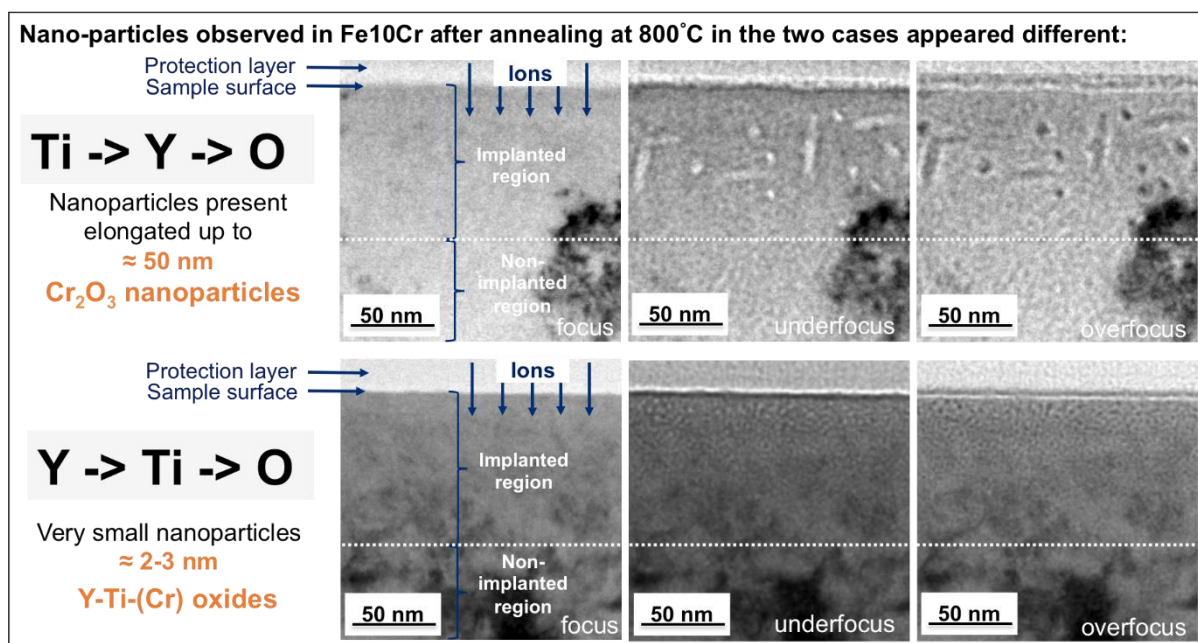 Nano-particles observed in Fe10Cr after annealing at 800˚C in the two cases appeared different:
Protection layer
Sample surface
Ti -> Y -> O
Nanoparticles present
elongated up to
≈ 50 nm
Cr₂O₃ nanoparticles
Ions
Implanted
region
Non-
implanted
region
50 nm
focus
50 nm
underfocus
50 nm
overfocus
Protection layer
Sample surface
Y -> Ti -> O
Very small nanoparticles
≈ 2-3 nm
Y-Ti-(Cr) oxides
Ions
Implanted
region
Non-
implanted
region
50 nm
focus
50 nm
underfocus
50 nm
overfocus